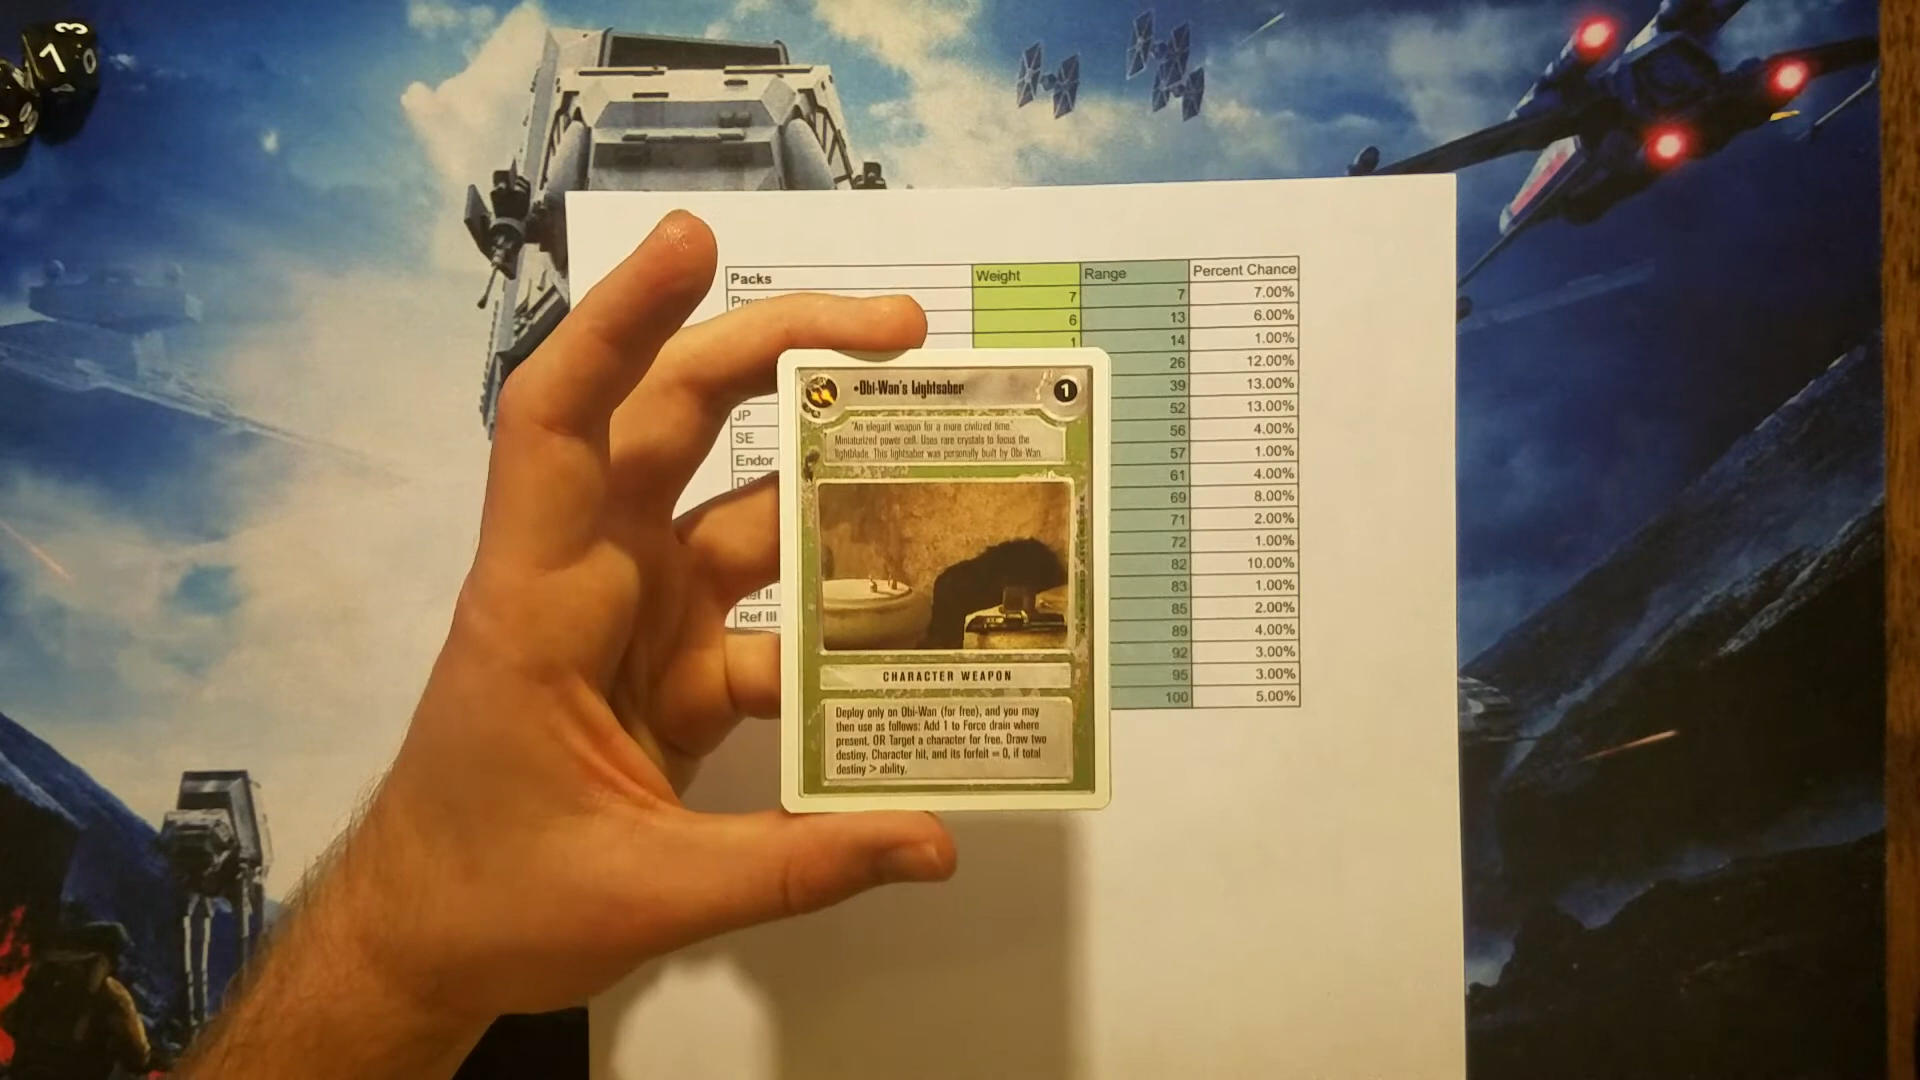 3
1
0
Packs Weight Range Percent Chance
7 7 7.00%
6 13 6.00%
1 14 1.00%
26 12.00%
39 13.00%
JP 52 13.00%
SE 56 4.00%
Endor 57 1.00%
61 4.00%
69 8.00%
71 2.00%
72 1.00%
82 10.00%
Ref II 83 1.00%
Ref III 85 2.00%
89 4.00%
92 3.00%
95 3.00%
100 5.00%
•Obi-Wan's Lightsaber 1
"An elegant weapon for a more civilized time."
Miniaturized power cell. Uses rare crystals to focus the
lightblade. This lightsaber was personally built by Obi-Wan.
CHARACTER WEAPON
Deploy only on Obi-Wan (for free), and you may
then use as follows: Add 1 to Force drain where
present, OR Target a character for free. Draw two
destiny. Character hit, and its forfeit = 0, if total
destiny > ability.